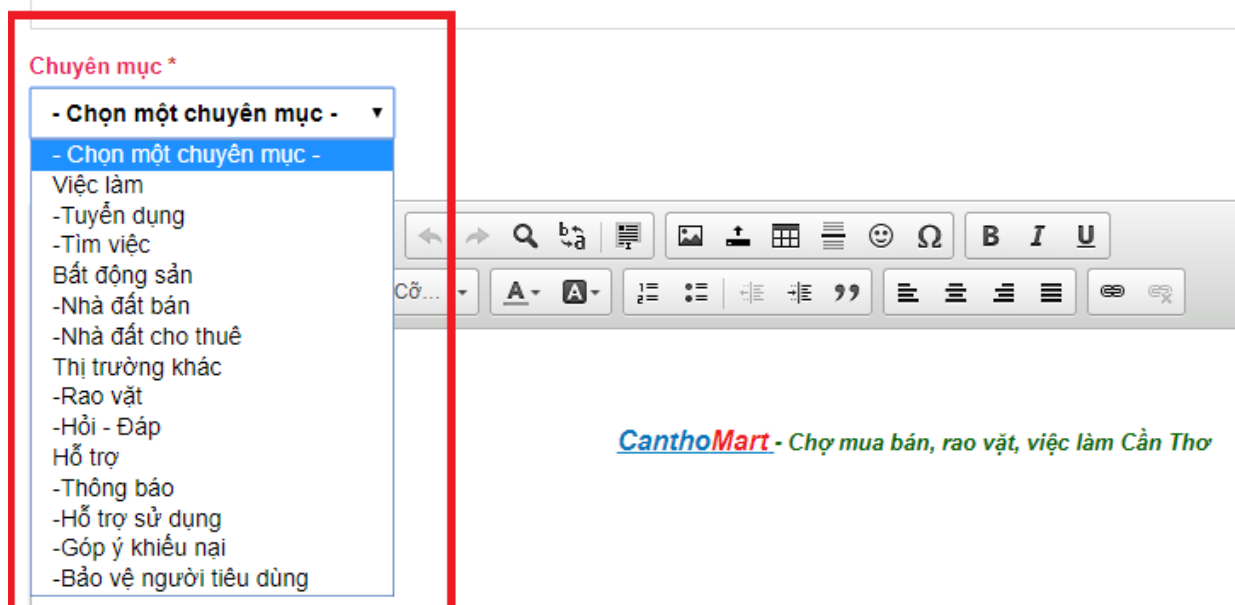 Chuyên mục *
- Chọn một chuyên mục -
- Chọn một chuyên mục -
Việc làm
-Tuyển dụng
-Tìm việc
Bất động sản
-Nhà đất bán
-Nhà đất cho thuê
Thị trường khác
-Rao vặt
-Hỏi - Đáp
Hỗ trợ
-Thông báo
-Hỗ trợ sử dụng
-Góp ý khiếu nại
-Bảo vệ người tiêu dùng
B I U
Cỡ...
CanthoMart - Chợ mua bán, rao vặt, việc làm Cần Thơ